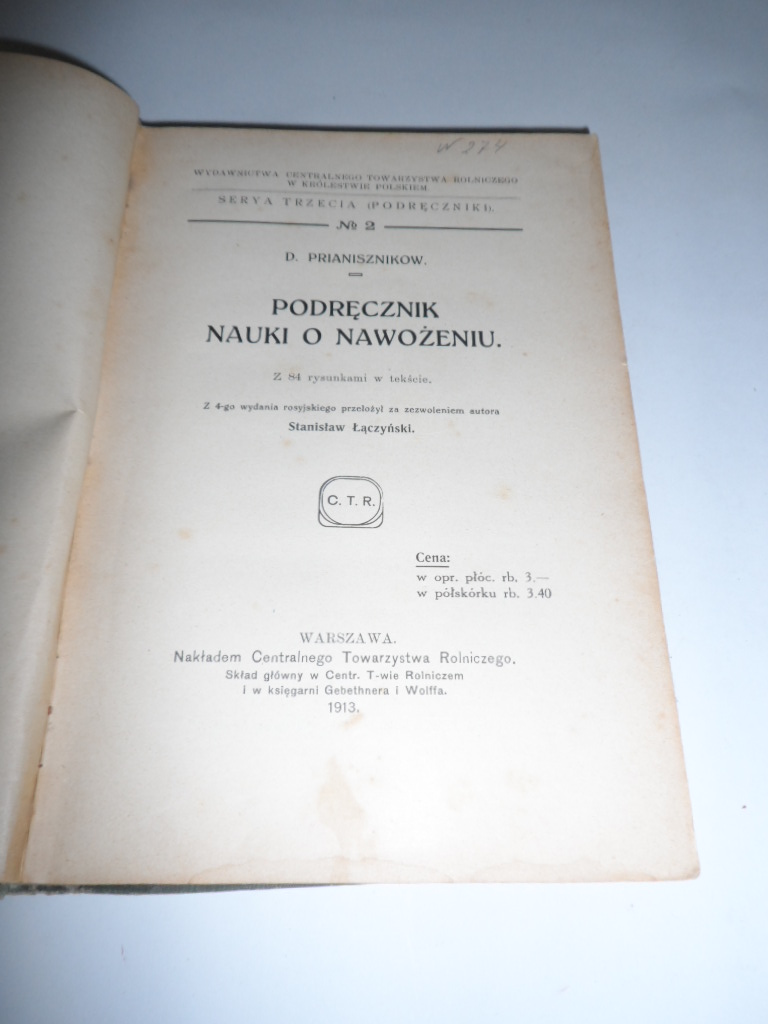 W 274
WYDAWNICTWA CENTRALNEGO TOWARZYSTWA ROLNICZEGO
W KRÓLESTWIE POLSKIEM.
SERYA TRZECIA (PODRĘCZNIKI).
№ 2
D. PRIANISZNIKOW.
PODRĘCZNIK
NAUKI O NAWOŻENIU.
Z 84 rysunkami w tekście.
Z 4-go wydania rosyjskiego przełożył za zezwoleniem autora
Stanisław Łączyński.
C. T. R.
Cena:
w opr. płóc. rb. 3.—
w półskórku rb. 3.40
WARSZAWA.
Nakładem Centralnego Towarzystwa Rolniczego.
Skład główny w Centr. T-wie Rolniczem
i w księgarni Gebethnera i Wolffa.
1913.